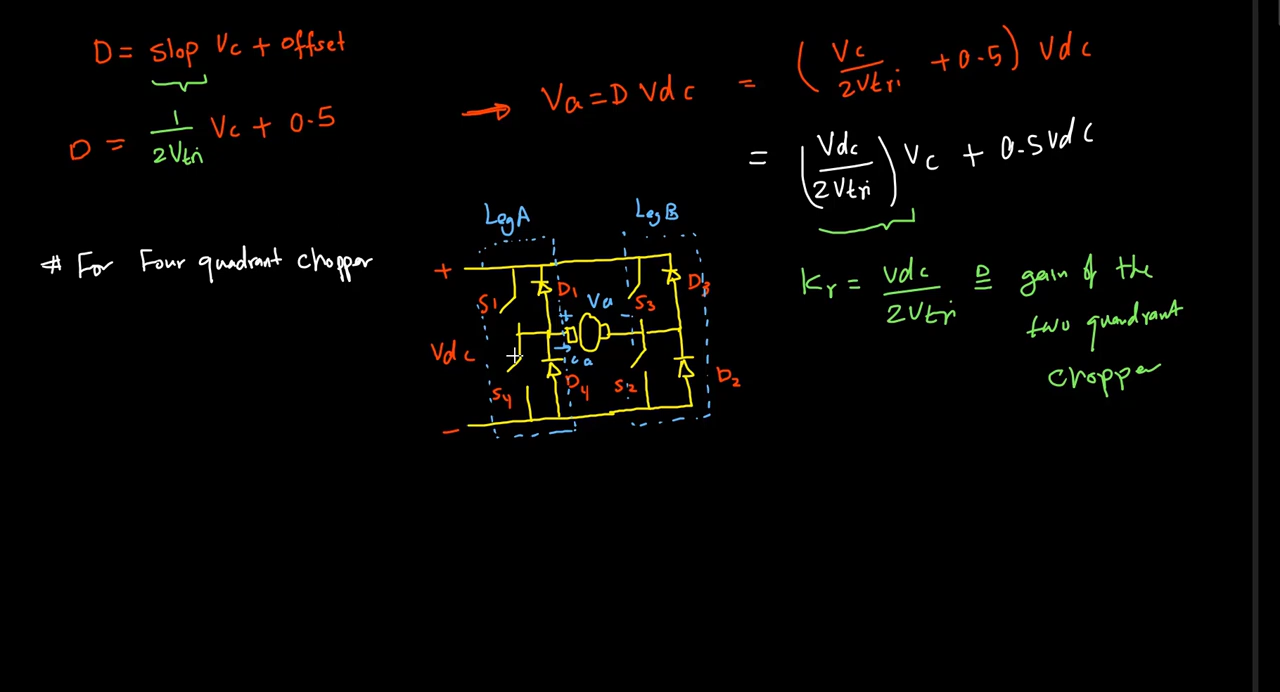 D = slop Vc + offset
D = 1/2Vtri Vc + 0.5
→ Va = D Vdc = (Vc/2Vtri + 0.5) Vdc
= (Vdc/2Vtri) Vc + 0.5Vdc
Kr = Vdc/2Vtri ≜ gain of the
two quandrant
chopper
# For Four quadrant chopper
Leg A
Leg B
+
S1
D1
Va
+
-
S3
D3
Vdc
ia
S4
D4
S2
D2
-